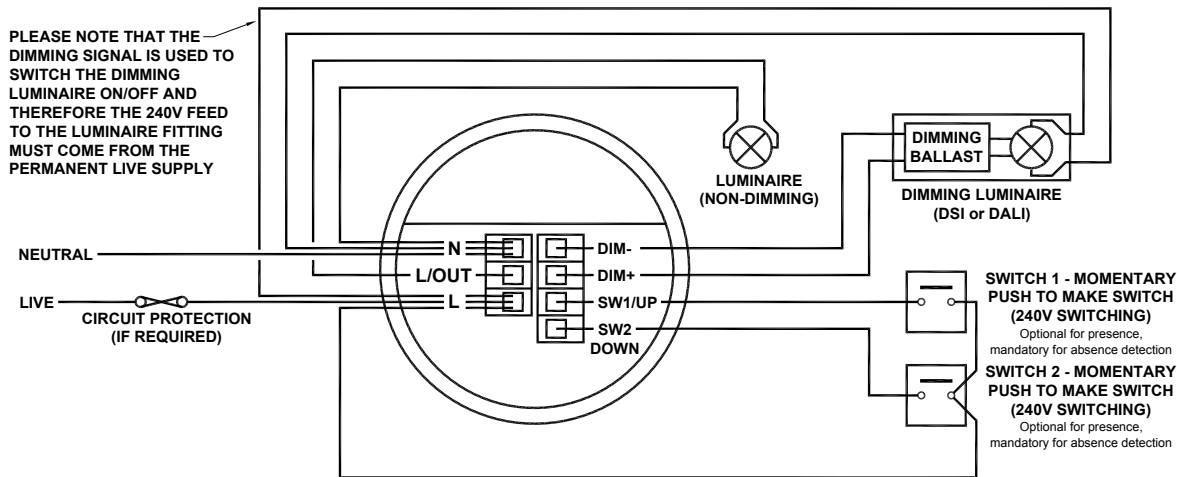 PLEASE NOTE THAT THE
DIMMING SIGNAL IS USED TO
SWITCH THE DIMMING
LUMINAIRE ON/OFF AND
THEREFORE THE 240V FEED
TO THE LUMINAIRE FITTING
MUST COME FROM THE
PERMANENT LIVE SUPPLY
LUMINAIRE
(NON-DIMMING)
DIMMING
BALLAST
DIMMING LUMINAIRE
(DSI or DALI)
NEUTRAL
LIVE
CIRCUIT PROTECTION
(IF REQUIRED)
N
L/OUT
L
DIM-
DIM+
SW1/UP
SW2
DOWN
SWITCH 1 - MOMENTARY
PUSH TO MAKE SWITCH
(240V SWITCHING)
Optional for presence,
mandatory for absence detection
SWITCH 2 - MOMENTARY
PUSH TO MAKE SWITCH
(240V SWITCHING)
Optional for presence,
mandatory for absence detection